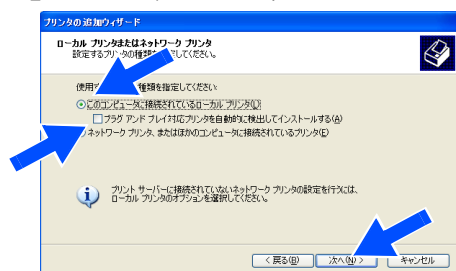 プリンタの追加ウィザード
ローカル プリンタまたはネットワーク プリンタ
設定するプリンタの種類を指定してください。
使用する 種類を指定してください:
このコンピュータに接続されているローカル プリンタ(L)
プラグ アンド プレイ対応プリンタを自動的に検出してインストールする(A)
ネットワーク プリンタ、またはほかのコンピュータに接続されているプリンタ(E)
プリント サーバーに接続されていないネットワーク プリンタの設定を行うには、
ローカル プリンタのオプションを選択してください。
< 戻る(B) 次へ(N) > キャンセル